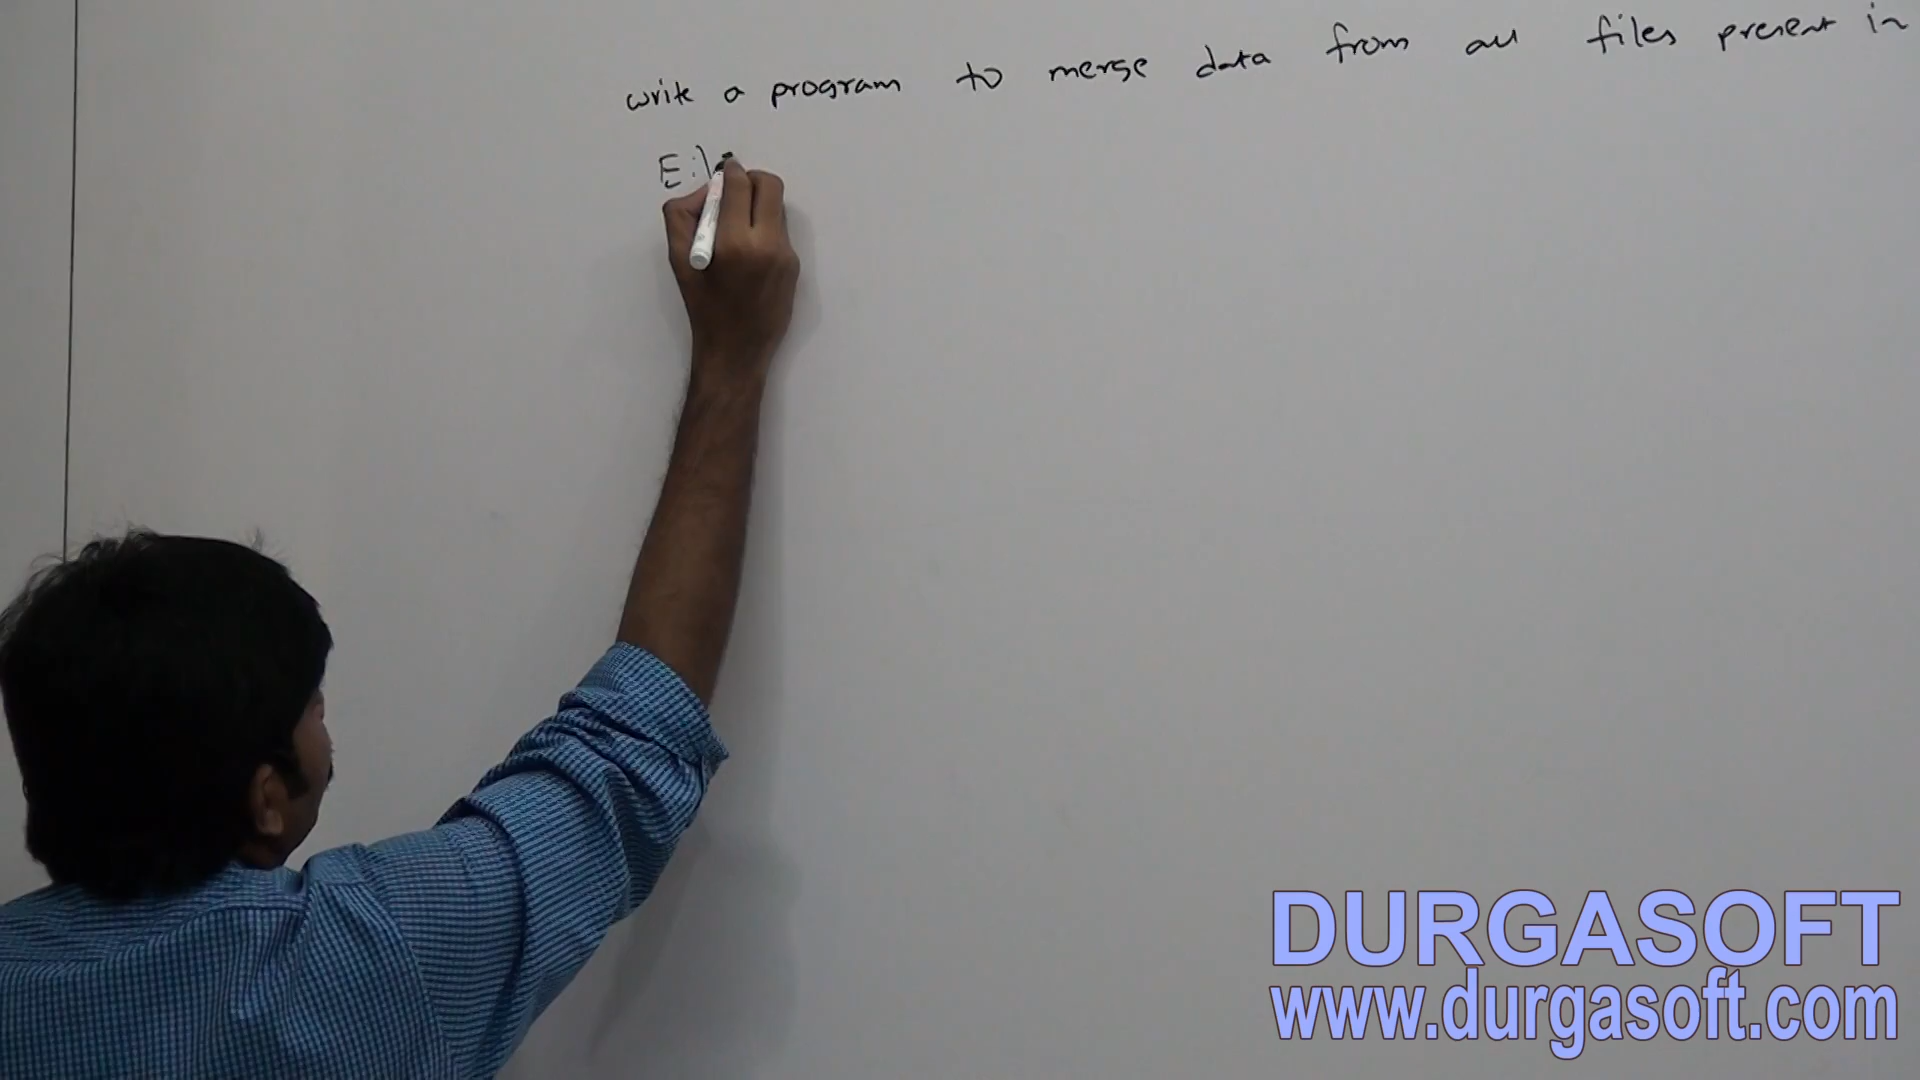 write a program to merge data from all files present in
E:\
DURGASOFT
www.durgasoft.com